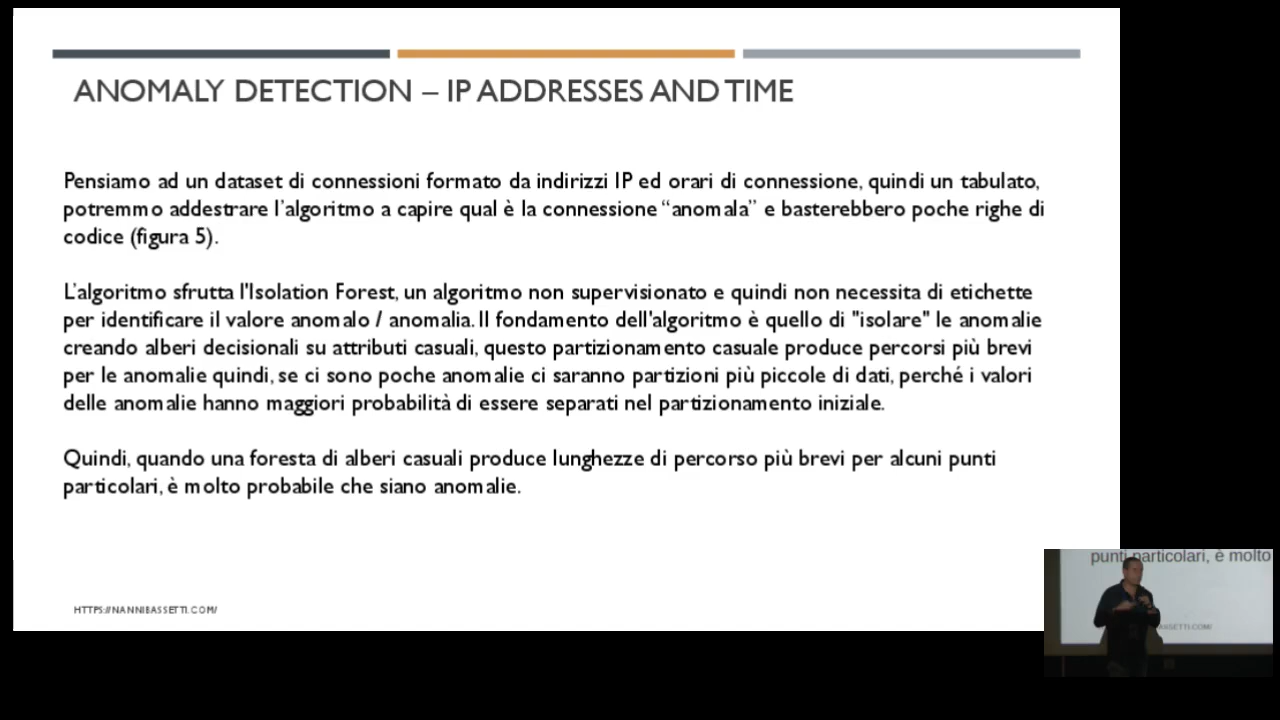 ANOMALY DETECTION – IP ADDRESSES AND TIME
Pensiamo ad un dataset di connessioni formato da indirizzi IP ed orari di connessione, quindi un tabulato,
potremmo addestrare l'algoritmo a capire qual è la connessione “anomala” e basterebbero poche righe di
codice (figura 5).
L'algoritmo sfrutta l'Isolation Forest, un algoritmo non supervisionato e quindi non necessita di etichette
per identificare il valore anomalo / anomalia. Il fondamento dell'algoritmo è quello di "isolare" le anomalie
creando alberi decisionali su attributi casuali, questo partizionamento casuale produce percorsi più brevi
per le anomalie quindi, se ci sono poche anomalie ci saranno partizioni più piccole di dati, perché i valori
delle anomalie hanno maggiori probabilità di essere separati nel partizionamento iniziale.
Quindi, quando una foresta di alberi casuali produce lunghezze di percorso più brevi per alcuni punti
particolari, è molto probabile che siano anomalie.
HTTPS://NANNIBASSETTI.COM/
punti particolari, è molto